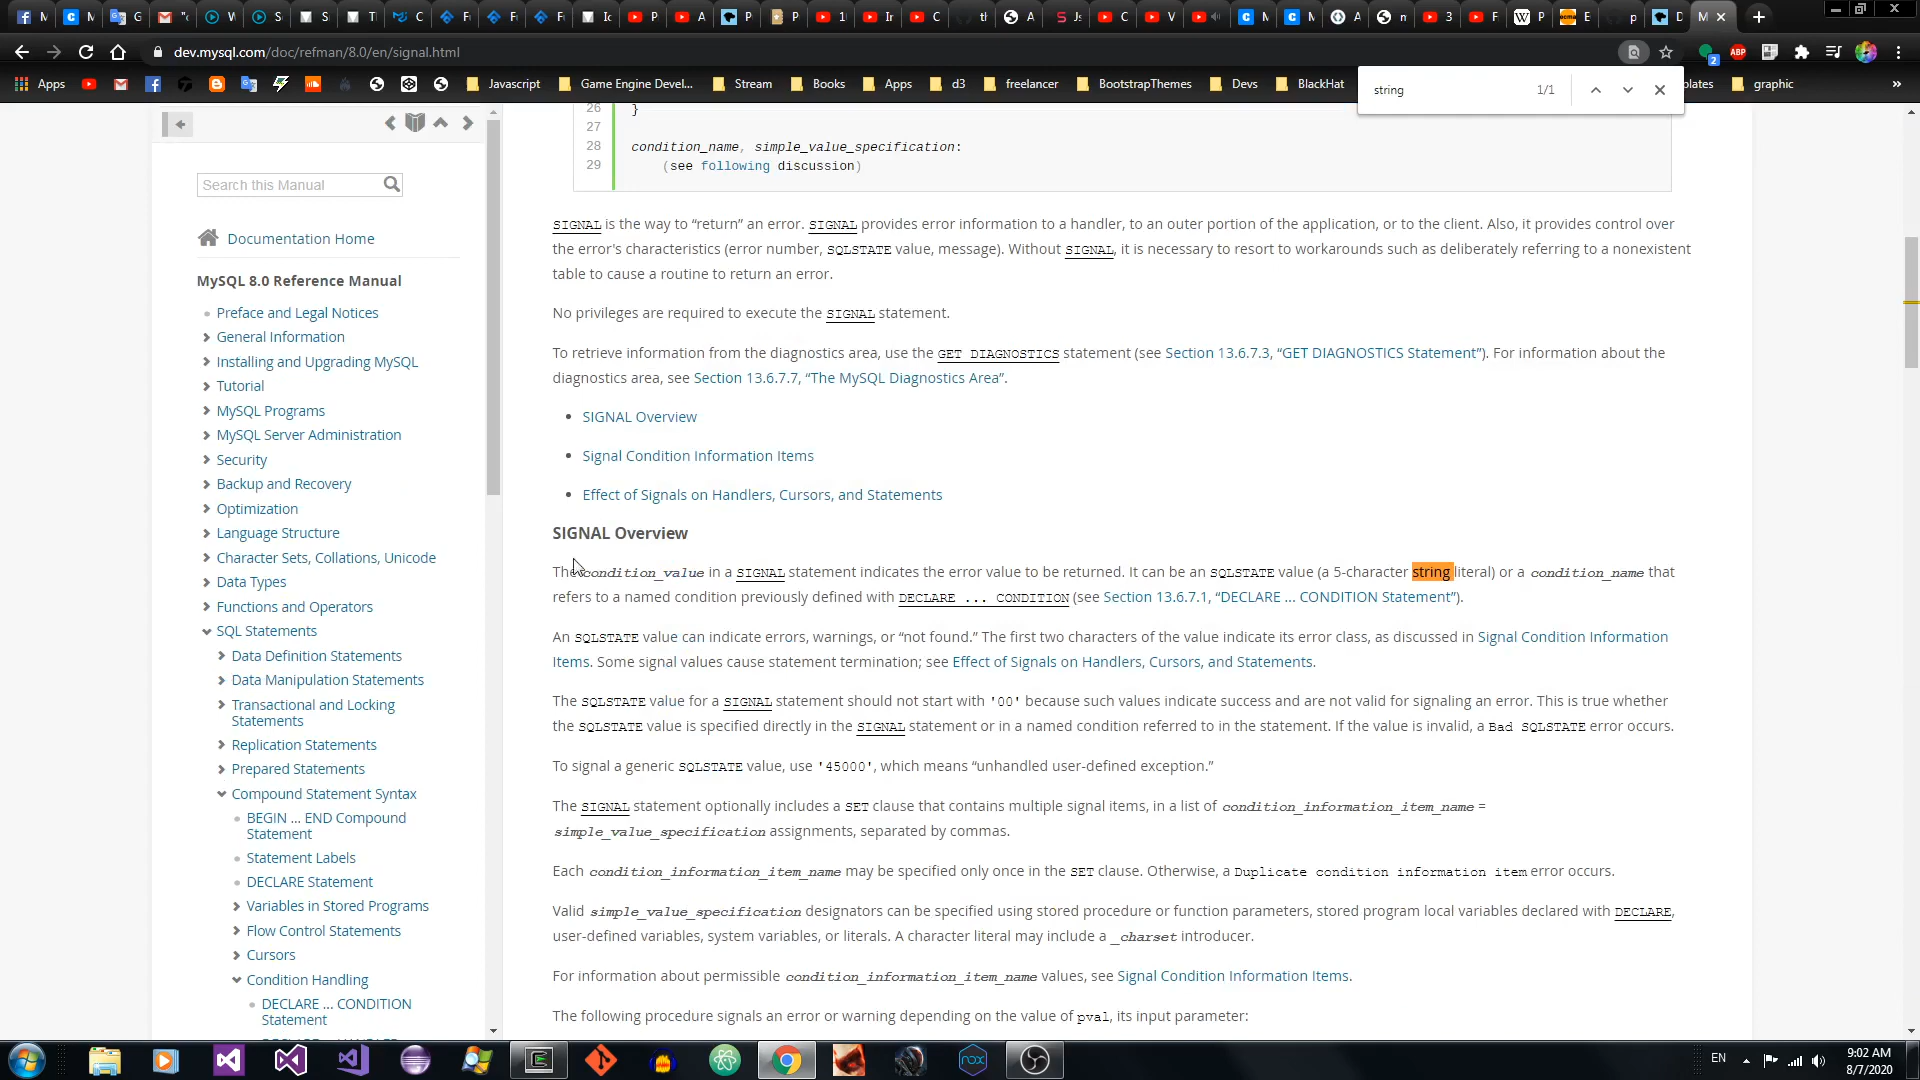 dev.mysql.com/doc/refman/8.0/en/signal.html
Apps
Javascript
Game Engine Devel...
Stream
Books
Apps
d3
freelancer
BootstrapThemes
Devs
BlackHat
plates
graphic
»
string
1/1
Search this Manual
Documentation Home
MySQL 8.0 Reference Manual
Preface and Legal Notices
General Information
Installing and Upgrading MySQL
Tutorial
MySQL Programs
MySQL Server Administration
Security
Backup and Recovery
Optimization
Language Structure
Character Sets, Collations, Unicode
Data Types
Functions and Operators
SQL Statements
Data Definition Statements
Data Manipulation Statements
Transactional and Locking
Statements
Replication Statements
Prepared Statements
Compound Statement Syntax
BEGIN ... END Compound
Statement
Statement Labels
DECLARE Statement
Variables in Stored Programs
Flow Control Statements
Cursors
Condition Handling
DECLARE ... CONDITION
Statement
26 }
27
28 condition_name, simple_value_specification:
29 (see following discussion)
SIGNAL is the way to “return” an error. SIGNAL provides error information to a handler, to an outer portion of the application, or to the client. Also, it provides control over
the error's characteristics (error number, SQLSTATE value, message). Without SIGNAL, it is necessary to resort to workarounds such as deliberately referring to a nonexistent
table to cause a routine to return an error.
No privileges are required to execute the SIGNAL statement.
To retrieve information from the diagnostics area, use the GET DIAGNOSTICS statement (see Section 13.6.7.3, “GET DIAGNOSTICS Statement”). For information about the
diagnostics area, see Section 13.6.7.7, “The MySQL Diagnostics Area”.
• SIGNAL Overview
• Signal Condition Information Items
• Effect of Signals on Handlers, Cursors, and Statements
SIGNAL Overview
The condition_value in a SIGNAL statement indicates the error value to be returned. It can be an SQLSTATE value (a 5-character string literal) or a condition_name that
refers to a named condition previously defined with DECLARE ... CONDITION (see Section 13.6.7.1, “DECLARE ... CONDITION Statement”).
An SQLSTATE value can indicate errors, warnings, or “not found.” The first two characters of the value indicate its error class, as discussed in Signal Condition Information
Items. Some signal values cause statement termination; see Effect of Signals on Handlers, Cursors, and Statements.
The SQLSTATE value for a SIGNAL statement should not start with '00' because such values indicate success and are not valid for signaling an error. This is true whether
the SQLSTATE value is specified directly in the SIGNAL statement or in a named condition referred to in the statement. If the value is invalid, a Bad SQLSTATE error occurs.
To signal a generic SQLSTATE value, use '45000', which means “unhandled user-defined exception.”
The SIGNAL statement optionally includes a SET clause that contains multiple signal items, in a list of condition_information_item_name =
simple_value_specification assignments, separated by commas.
Each condition_information_item_name may be specified only once in the SET clause. Otherwise, a Duplicate condition information item error occurs.
Valid simple_value_specification designators can be specified using stored procedure or function parameters, stored program local variables declared with DECLARE,
user-defined variables, system variables, or literals. A character literal may include a _charset introducer.
For information about permissible condition_information_item_name values, see Signal Condition Information Items.
The following procedure signals an error or warning depending on the value of pval, its input parameter:
EN
9:02 AM
8/7/2020